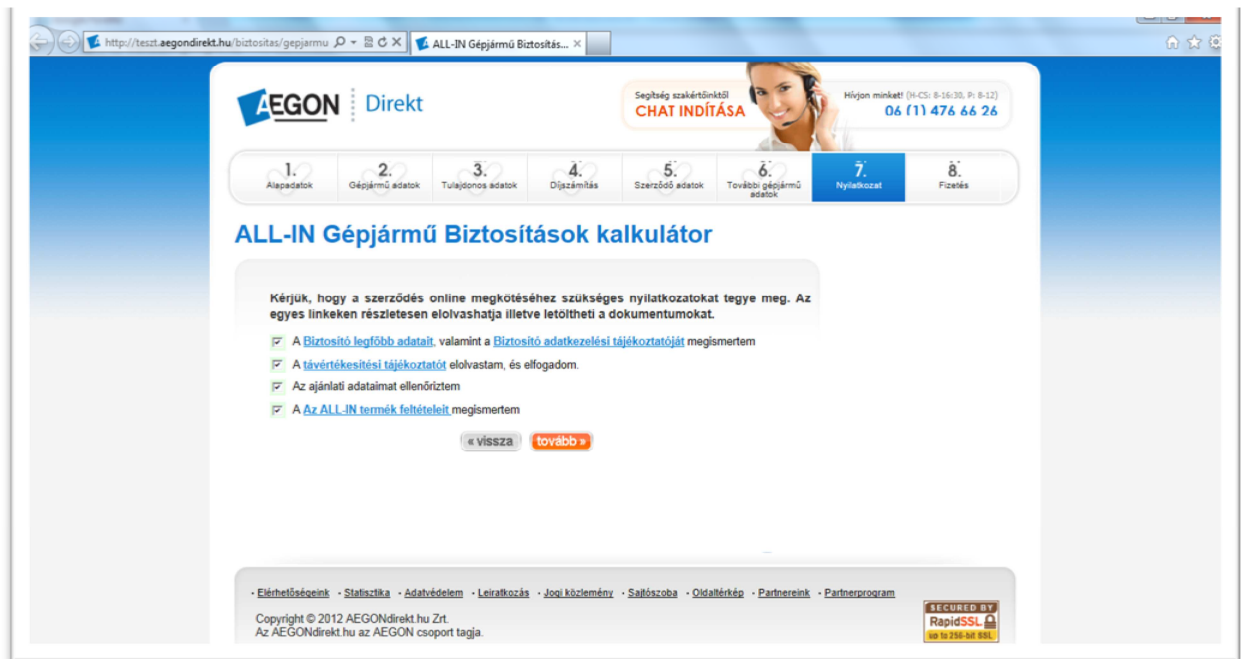 http://teszt.aegondirekt.hu/biztositas/gepjarmu
ALL-IN Gépjármű Biztosítás...
AEGON Direkt
Segítség szakértőinktől
CHAT INDÍTÁSA
Hívjon minket! (H-CS: 8-16:30, P: 8-12)
06 (1) 476 66 26
1.
Alapadatok
2.
Gépjármű adatok
3.
Tulajdonos adatok
4.
Díjszámítás
5.
Szerződő adatok
6.
További gépjármű
adatok
7.
Nyilatkozat
8.
Fizetés
ALL-IN Gépjármű Biztosítások kalkulátor
Kérjük, hogy a szerződés online megkötéséhez szükséges nyilatkozatokat tegye meg. Az
egyes linkeken részletesen elolvashatja illetve letöltheti a dokumentumokat.
A Biztosító legfőbb adatait, valamint a Biztosító adatkezelési tájékoztatóját megismertem
A távértékesítési tájékoztatót elolvastam, és elfogadom.
Az ajánlati adataimat ellenőriztem
A Az ALL-IN termék feltételeit megismertem
« vissza tovább »
- Elérhetőségeink - Statisztika - Adatvédelem - Leiratkozás - Jogi közlemény - Sajtószoba - Oldaltérkép - Partnereink - Partnerprogram
Copyright © 2012 AEGONdirekt.hu Zrt.
Az AEGONdirekt.hu az AEGON csoport tagja.
SECURED BY
RapidSSL
up to 256-bit SSL